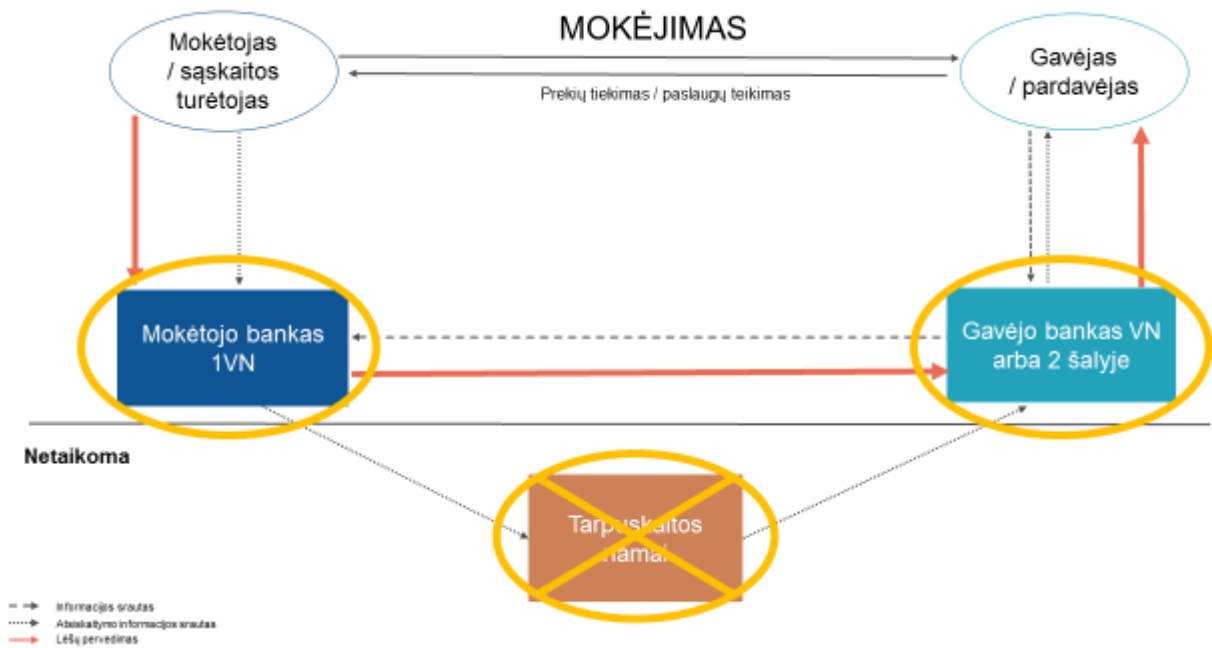 MOKĖJIMAS
Mokėtojas
/ sąskaitos
turėtojas
Gavėjas
/ pardavėjas
Prekių tiekimas / paslaugų teikimas
Mokėtojo bankas
1VN
Gavėjo bankas VN
arba 2 šalyje
Netaikoma
Tarpuskaitos
namai
Informacijos srautas
Atsiskaitymo informacijos srautas
Lėšų pervedimas